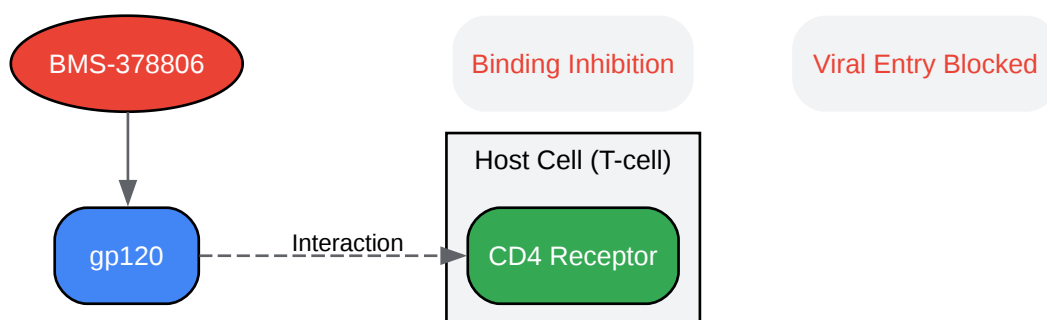 BMS-378806
Binding Inhibition
Viral Entry Blocked
Host Cell (T-cell)
gp120
Interaction
CD4 Receptor